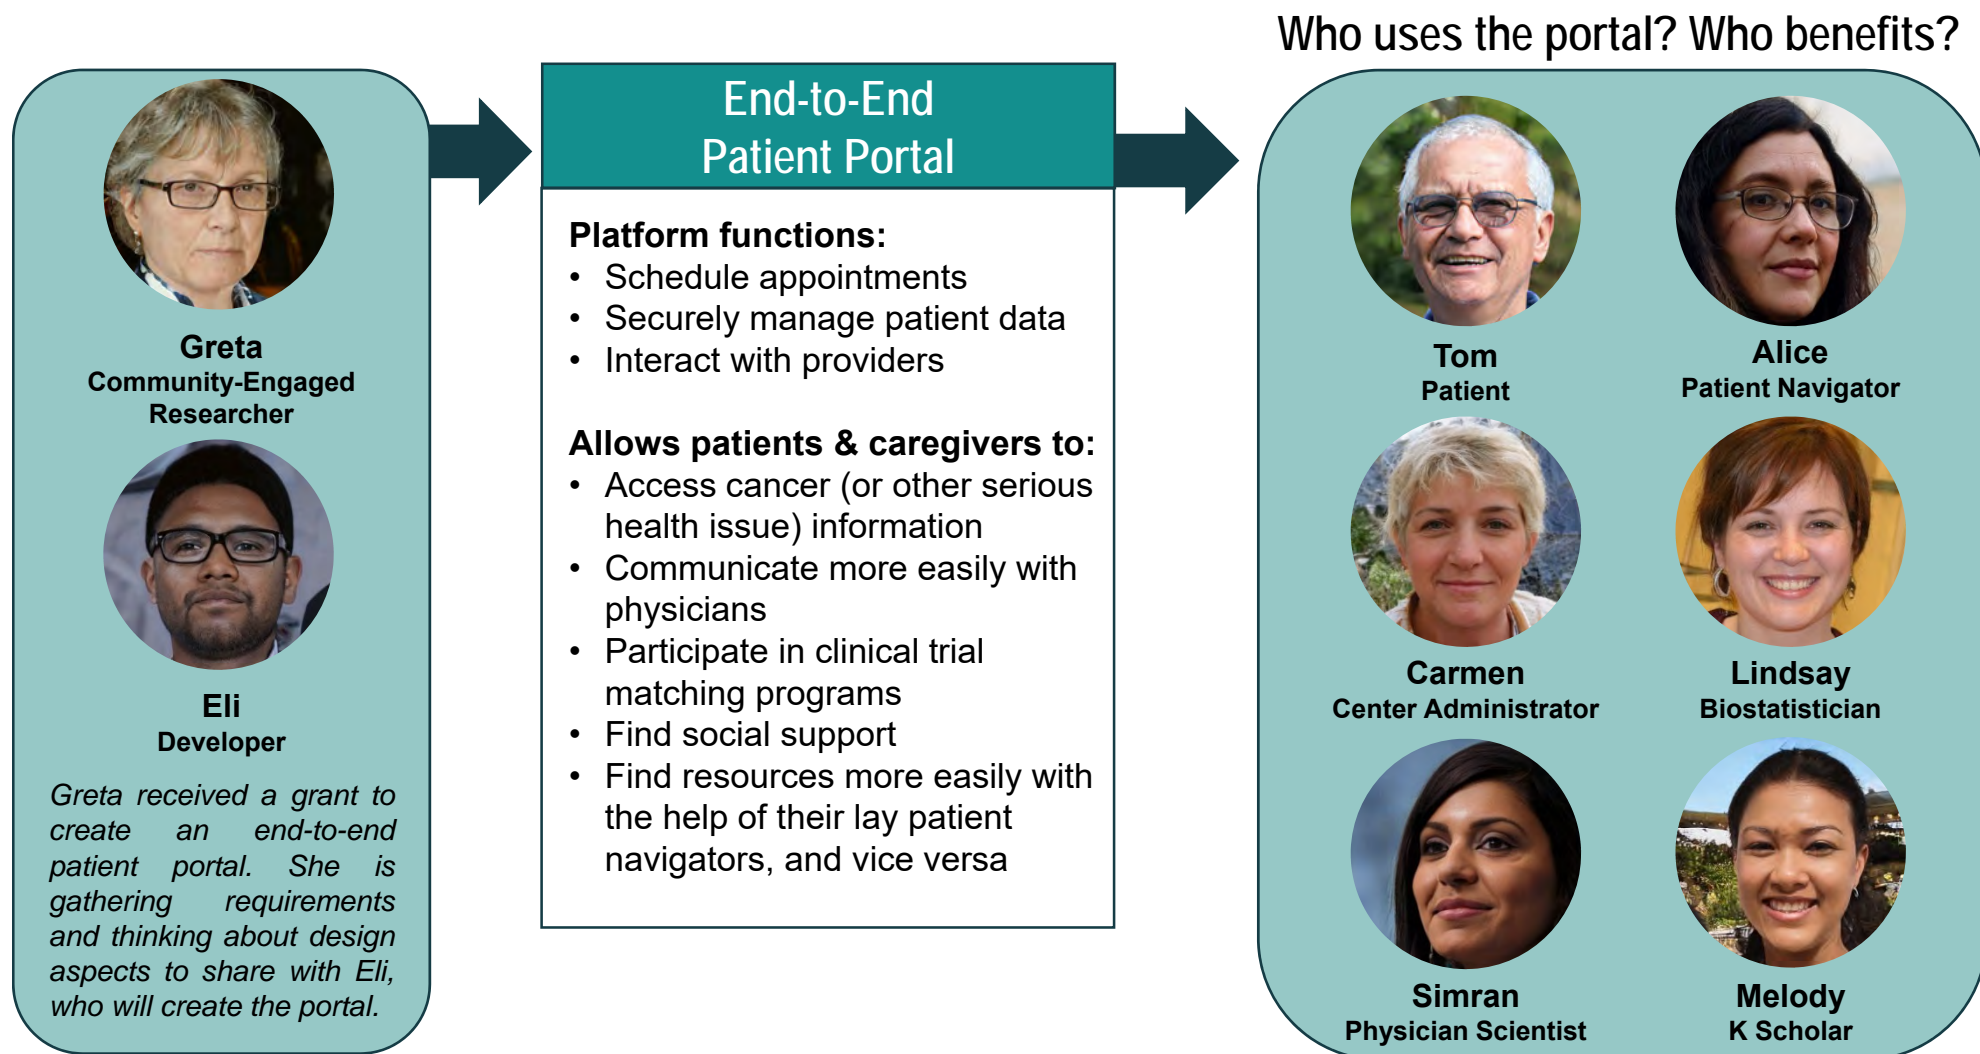 Who uses the portal? Who benefits?
Greta
Community-Engaged
Researcher
Eli
Developer
Greta received a grant to
create an end-to-end
patient portal. She is
gathering requirements
and thinking about design
aspects to share with Eli,
who will create the portal.
End-to-End
Patient Portal
Platform functions:
• Schedule appointments
• Securely manage patient data
• Interact with providers
Allows patients & caregivers to:
• Access cancer (or other serious
health issue) information
• Communicate more easily with
physicians
• Participate in clinical trial
matching programs
• Find social support
• Find resources more easily with
the help of their lay patient
navigators, and vice versa
Tom
Patient
Alice
Patient Navigator
Carmen
Center Administrator
Lindsay
Biostatistician
Simran
Physician Scientist
Melody
K Scholar